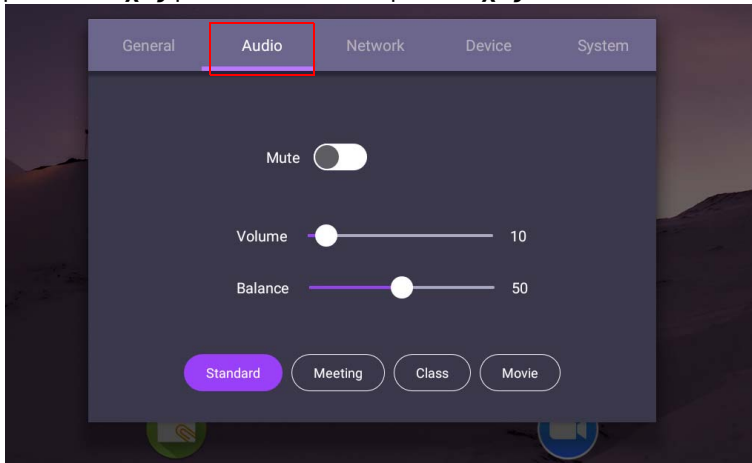 General Audio Network Device System
Mute
Volume 10
Balance 50
Standard Meeting Class Movie